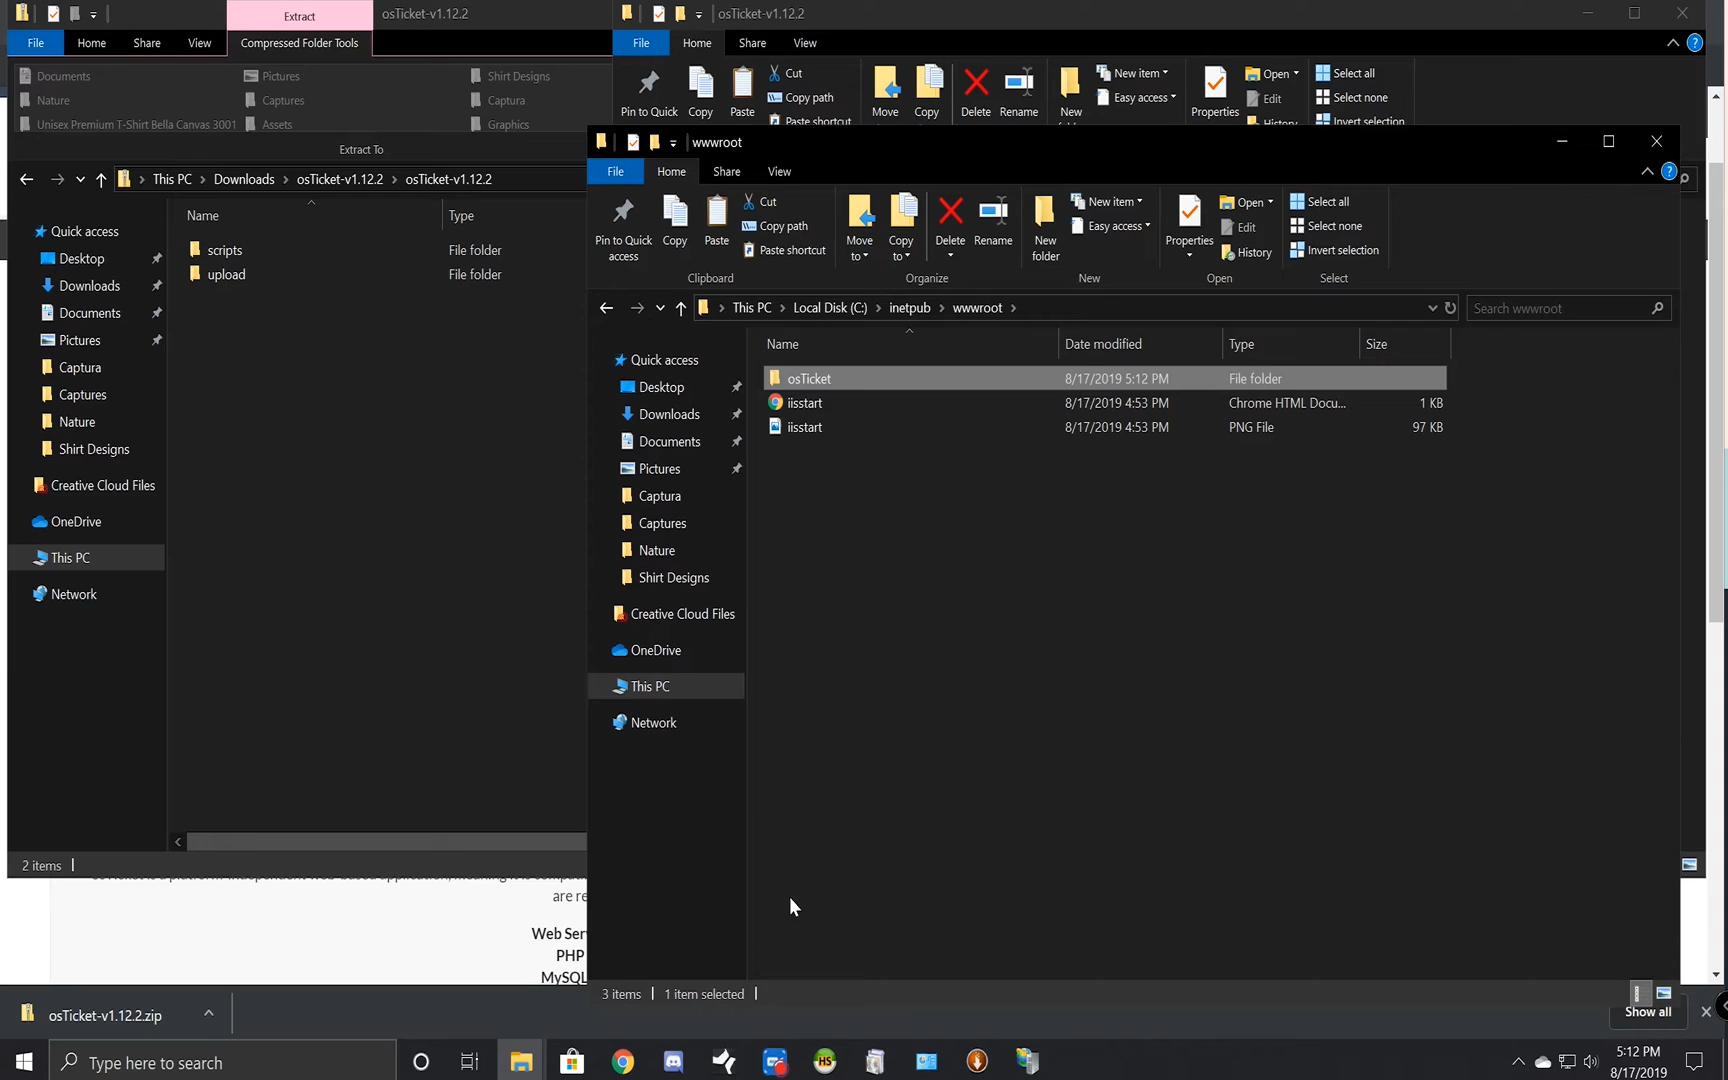 Extract
osTicket-v1.12.2
File Home Share View Compressed Folder Tools
Documents Pictures Shirt Designs
Nature Captures Captura
Unisex Premium T-Shirt Bella Canvas 3001 Assets Graphics
Extract To
This PC Downloads osTicket-v1.12.2 osTicket-v1.12.2
Name Type
scripts File folder
upload File folder
Quick access
Desktop
Downloads
Documents
Pictures
Captura
Captures
Nature
Shirt Designs
Creative Cloud Files
OneDrive
This PC
Network
2 items
osTicket-v1.12.2
File Home Share View
Pin to Quick Copy Paste
Cut
Copy path
Paste shortcut
Move Copy Delete Rename New
New item
Easy access
Properties
Open
Edit
History
Select all
Select none
Invert selection
wwwroot
File Home Share View
Pin to Quick access
Copy
Paste
Cut
Copy path
Paste shortcut
Clipboard
Move to
Copy to
Delete
Rename
Organize
New folder
New item
Easy access
New
Properties
Open
Edit
History
Open
Select all
Select none
Invert selection
Select
This PC Local Disk (C:) inetpub wwwroot
Search wwwroot
Name Date modified Type Size
osTicket 8/17/2019 5:12 PM File folder
iisstart 8/17/2019 4:53 PM Chrome HTML Docu... 1 KB
iisstart 8/17/2019 4:53 PM PNG File 97 KB
Quick access
Desktop
Downloads
Documents
Pictures
Captura
Captures
Nature
Shirt Designs
Creative Cloud Files
OneDrive
This PC
Network
3 items 1 item selected
are re
Web Ser
PHP
MySQL
osTicket-v1.12.2.zip
Show all
Type here to search
HS
5:12 PM
8/17/2019